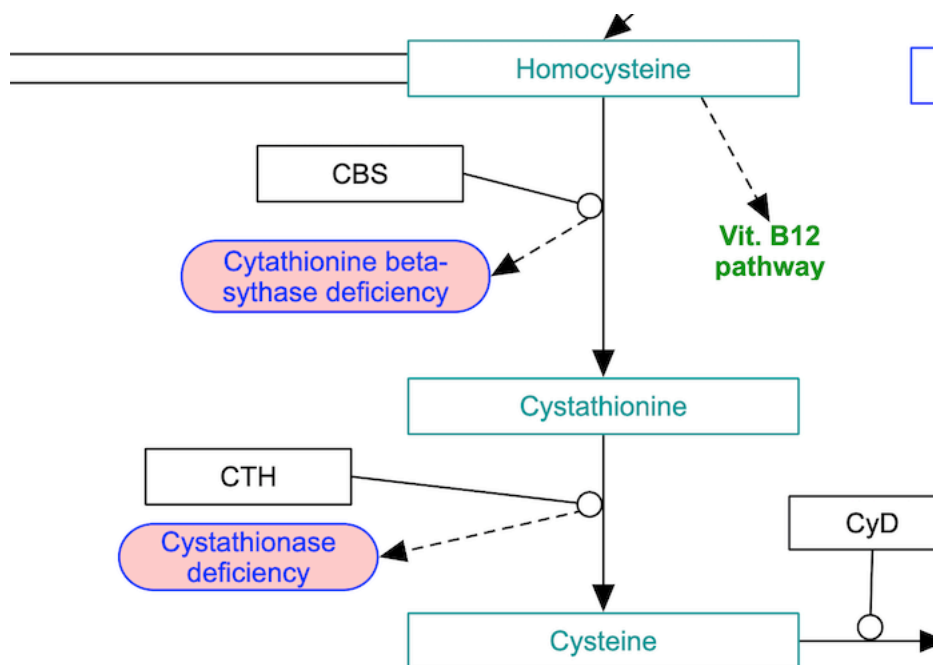 Homocysteine
CBS
Vit. B12
pathway
Cytathionine beta-
sythase deficiency
Cystathionine
CTH
CyD
Cystathionase
deficiency
Cysteine